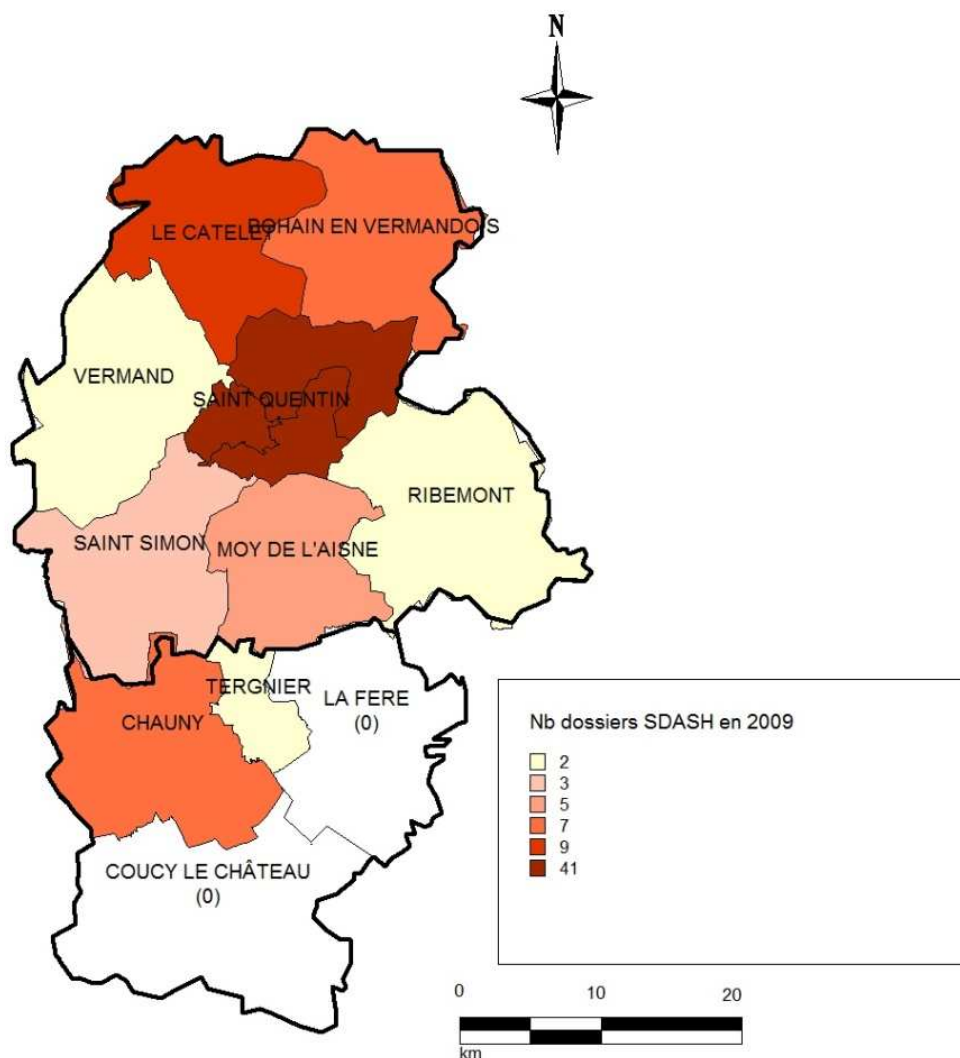 N
LE CATELET
BOHAIN EN VERMANDOIS
VERMAND
SAINT QUENTIN
RIBEMONT
SAINT SIMON
MOY DE L'AISNE
TERGNIER
LA FERE
(0)
CHAUNY
COUCY LE CHÂTEAU
(0)
Nb dossiers SDASH en 2009
2
3
5
7
9
41
0 10 20
km